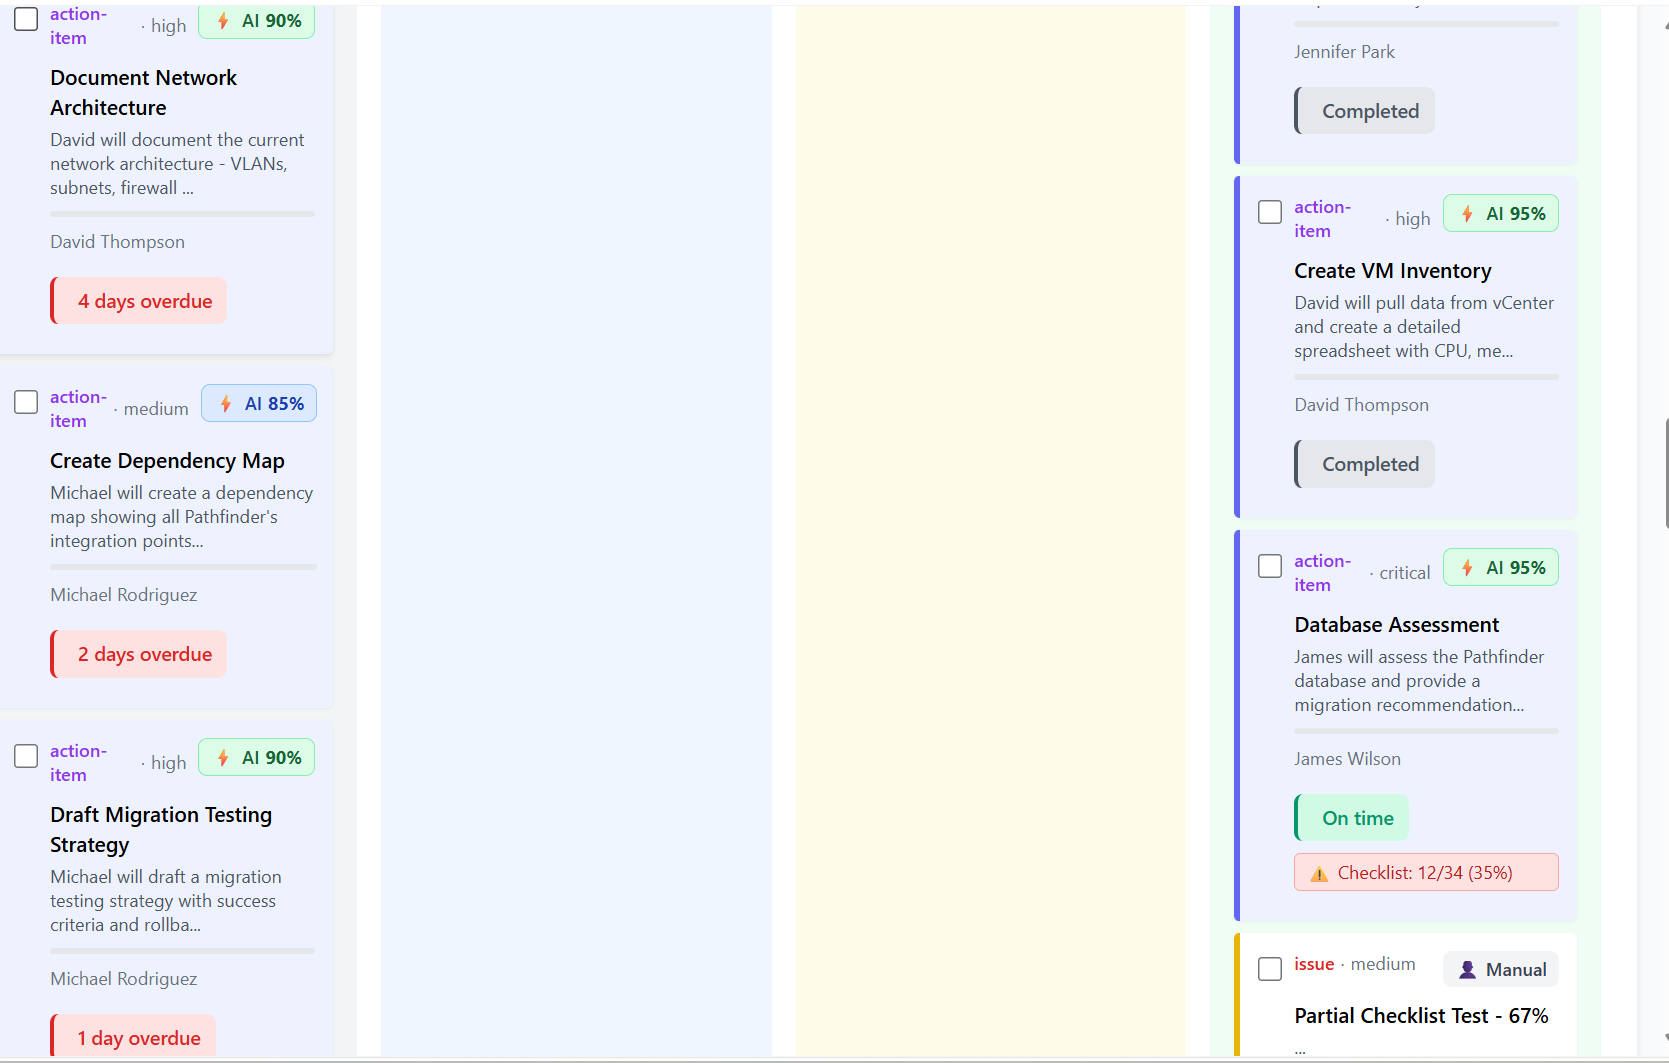 action-
item
· high
AI 90%
Document Network
Architecture
David will document the current
network architecture - VLANs,
subnets, firewall ...
David Thompson
4 days overdue
action-
item
· medium
AI 85%
Create Dependency Map
Michael will create a dependency
map showing all Pathfinder's
integration points...
Michael Rodriguez
2 days overdue
action-
item
· high
AI 90%
Draft Migration Testing
Strategy
Michael will draft a migration
testing strategy with success
criteria and rollba...
Michael Rodriguez
1 day overdue
Jennifer Park
Completed
action-
item
· high
AI 95%
Create VM Inventory
David will pull data from vCenter
and create a detailed
spreadsheet with CPU, me...
David Thompson
Completed
action-
item
· critical
AI 95%
Database Assessment
James will assess the Pathfinder
database and provide a
migration recommendation...
James Wilson
On time
Checklist: 12/34 (35%)
issue · medium
Manual
Partial Checklist Test - 67%
...